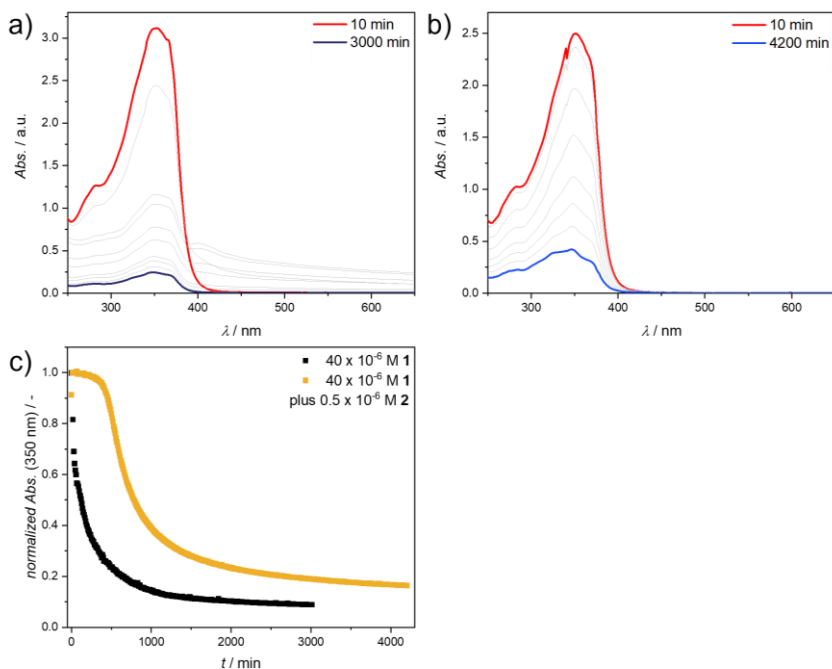 a)
10 min
3000 min
3.0
2.5
2.0
1.5
1.0
0.5
0.0
Abs. / a.u.
300 400 500 600
λ / nm
b)
10 min
4200 min
2.5
2.0
1.5
1.0
0.5
0.0
Abs. / a.u.
300 400 500 600
λ / nm
c)
40 x 10⁻⁶ M 1
40 x 10⁻⁶ M 1
plus 0.5 x 10⁻⁶ M 2
1.0
0.8
0.6
0.4
0.2
0.0
normalized Abs. (350 nm) / -
0 1000 2000 3000 4000
t / min